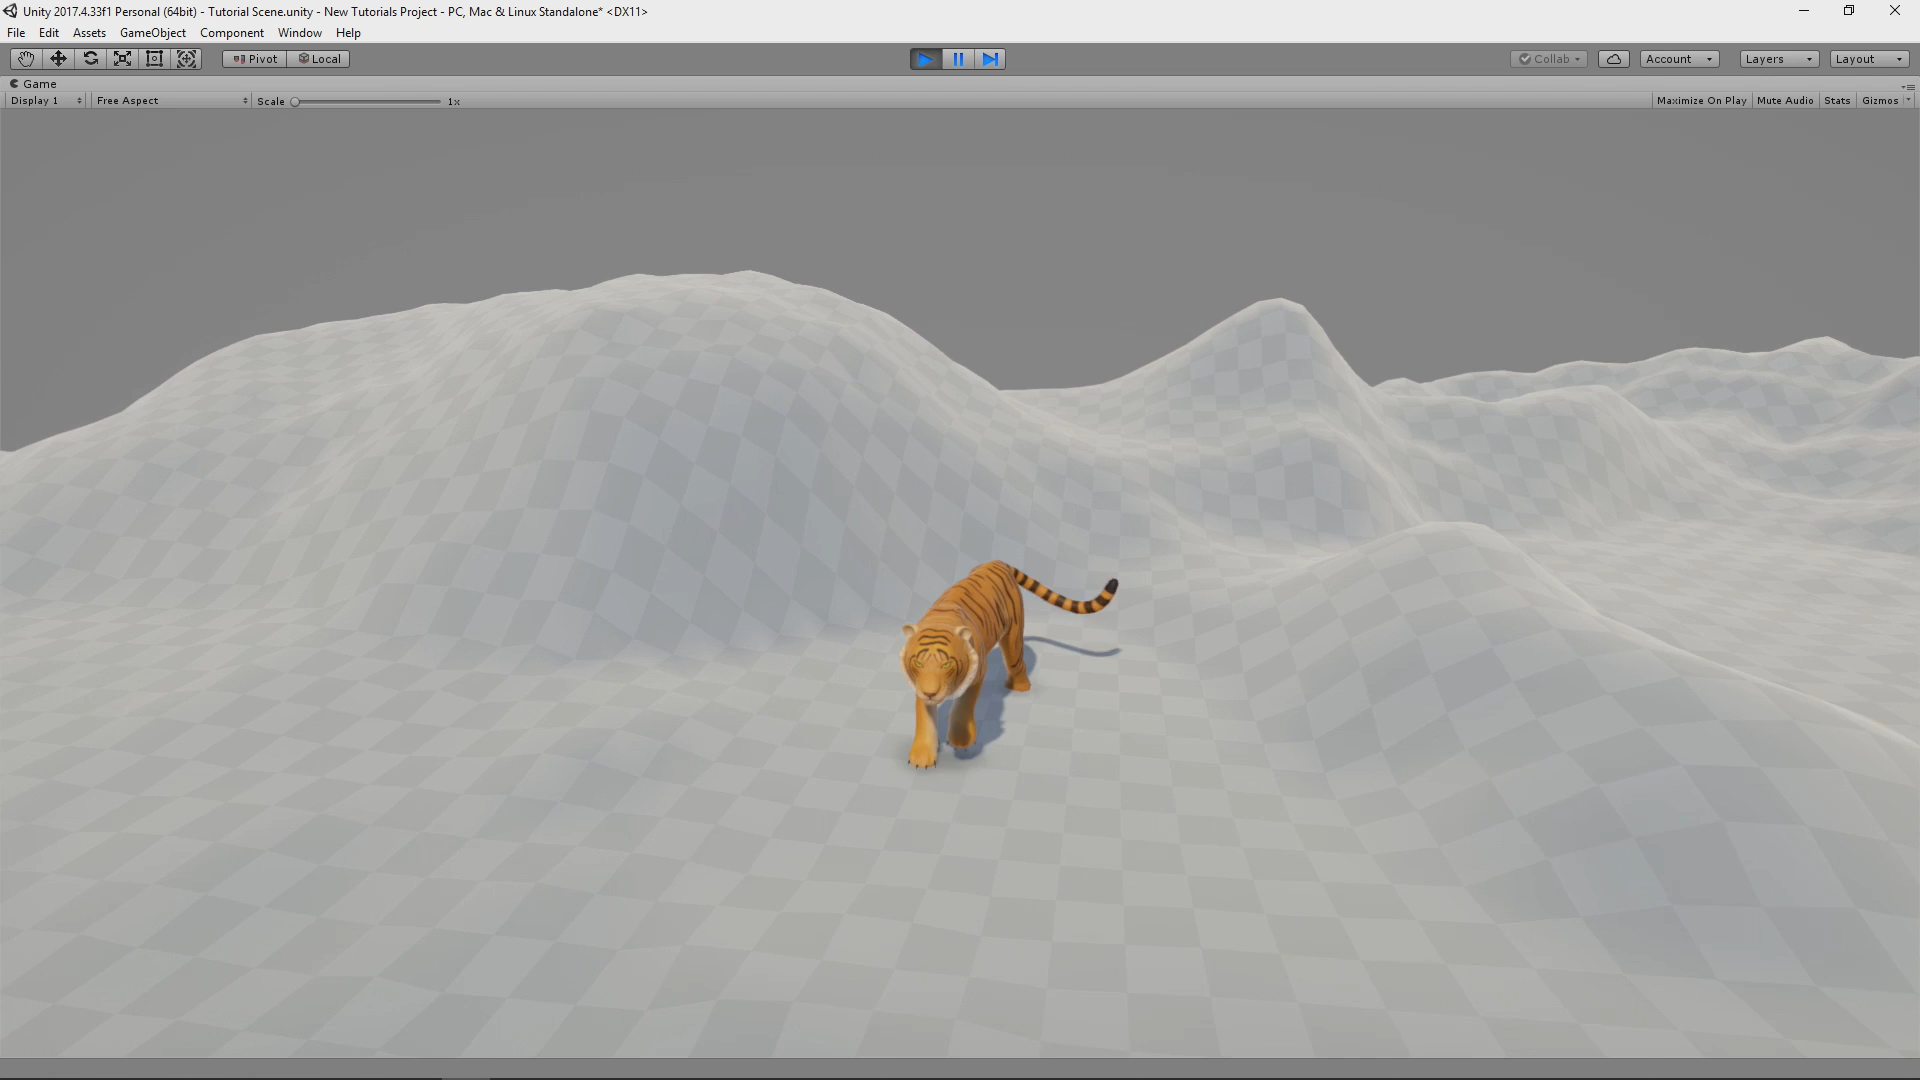 Unity 2017.4.33f1 Personal (64bit) - Tutorial Scene.unity - New Tutorials Project - PC, Mac & Linux Standalone* <DX11>
File Edit Assets GameObject Component Window Help
Pivot Local Collab Account Layers Layout
Game
Display 1 Free Aspect Scale 1x Maximize On Play Mute Audio Stats Gizmos